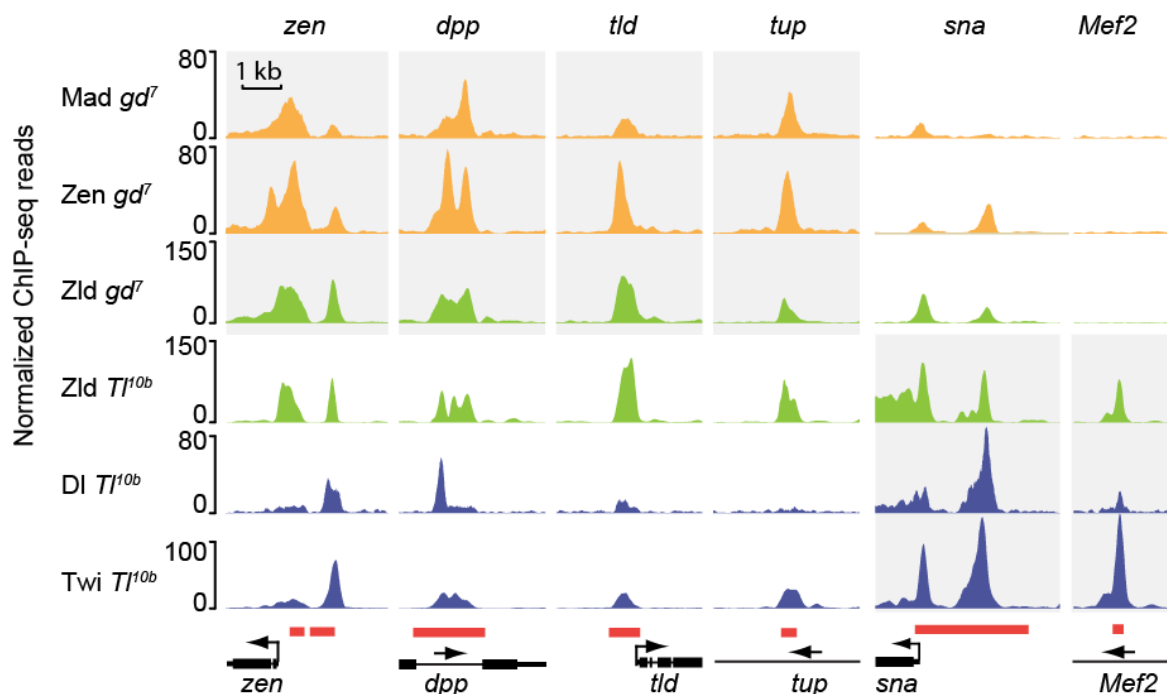 zen dpp tld tup sna Mef2
1 kb
Normalized ChIP-seq reads
Mad gd⁷ 80 0
Zen gd⁷ 80 0
Zld gd⁷ 150 0
Zld Tl¹⁰ᵇ 150 0
Dl Tl¹⁰ᵇ 80 0
Twi Tl¹⁰ᵇ 100 0
zen dpp tld tup sna Mef2